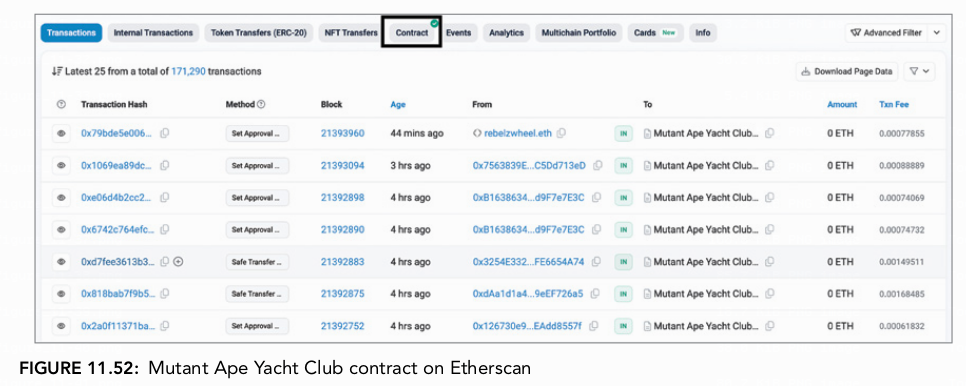 Transactions Internal Transactions Token Transfers (ERC-20) NFT Transfers Contract Events Analytics Multichain Portfolio Cards New Info Advanced Filter
Latest 25 from a total of 171,290 transactions Download Page Data
Transaction Hash Method Block Age From To Amount Txn Fee
0x79bde5e006... Set Approval ... 21393960 44 mins ago rebelzwheel.eth IN Mutant Ape Yacht Club... 0 ETH 0.00077855
0x1069ea89dc... Set Approval ... 21393094 3 hrs ago 0x7563839E...C5Dd713eD IN Mutant Ape Yacht Club... 0 ETH 0.00088889
0xe06d4b2cc2... Set Approval ... 21392898 4 hrs ago 0xB1638634...d9F7e7E3C IN Mutant Ape Yacht Club... 0 ETH 0.00074069
0x6742c764efc... Set Approval ... 21392890 4 hrs ago 0xB1638634...d9F7e7E3C IN Mutant Ape Yacht Club... 0 ETH 0.00074732
0xd7fee3613b3... Safe Transfer ... 21392883 4 hrs ago 0x3254E332...FE6654A74 IN Mutant Ape Yacht Club... 0 ETH 0.00149511
0x818bab7f9b5... Safe Transfer ... 21392875 4 hrs ago 0xdAa1d1a4...9eEF726a5 IN Mutant Ape Yacht Club... 0 ETH 0.00168485
0x2a0f11371ba... Set Approval ... 21392752 4 hrs ago 0x126730e9...EAdd8557f IN Mutant Ape Yacht Club... 0 ETH 0.00061832
FIGURE 11.52: Mutant Ape Yacht Club contract on Etherscan